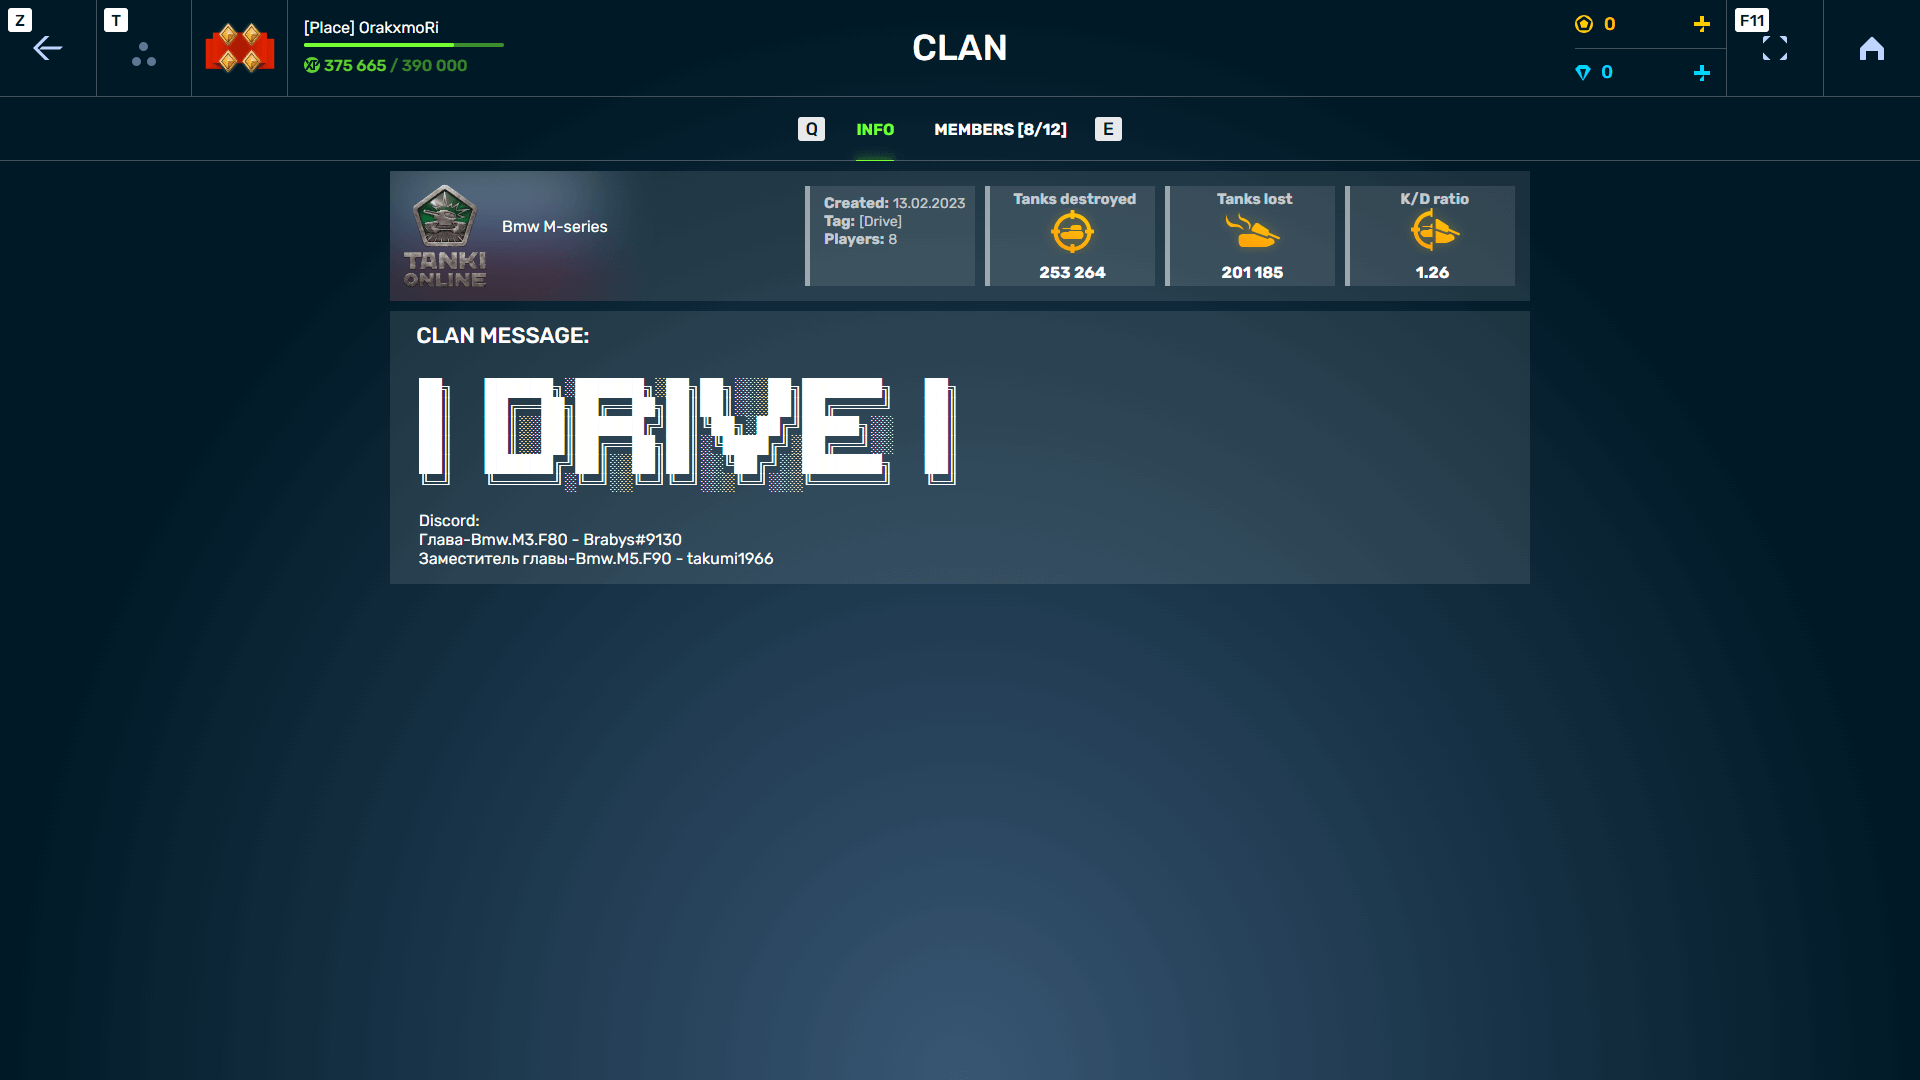 Z
T
[Place] OrakxmoRi
XP 375 665 / 390 000
CLAN
0
0
F11
Q
INFO
MEMBERS [8/12]
E
TANKI
ONLINE
Bmw M-series
Created: 13.02.2023
Tag: [Drive]
Players: 8
Tanks destroyed
253 264
Tanks lost
201 185
K/D ratio
1.26
CLAN MESSAGE:
| DRIVE |
Discord:
Глава-Bmw.M3.F80 - Brabys#9130
Заместитель главы-Bmw.M5.F90 - takumi1966